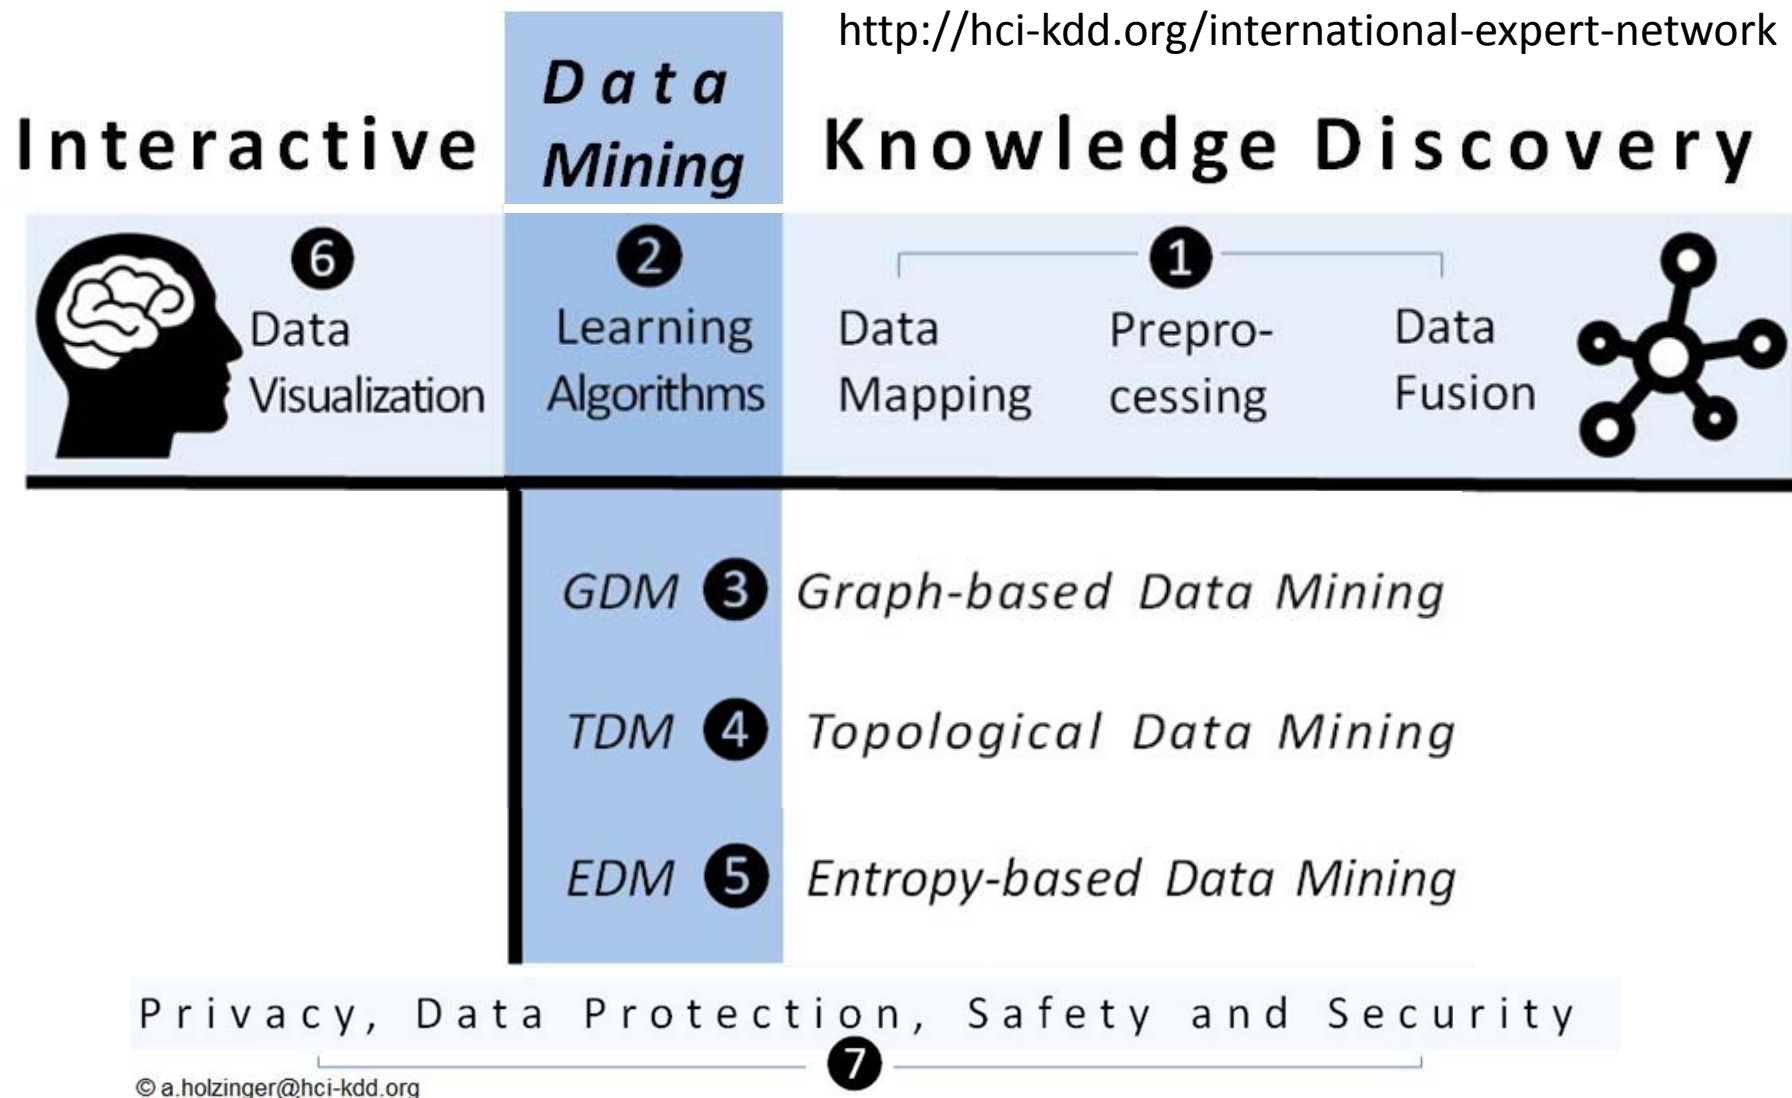 http://hci-kdd.org/international-expert-network
Data
Mining
Interactive
Knowledge Discovery
6
Data
Visualization
2
Learning
Algorithms
1
Data
Mapping
Prepro-
cessing
Data
Fusion
GDM 3 Graph-based Data Mining
TDM 4 Topological Data Mining
EDM 5 Entropy-based Data Mining
Privacy, Data Protection, Safety and Security
7
© a.holzinger@hci-kdd.org